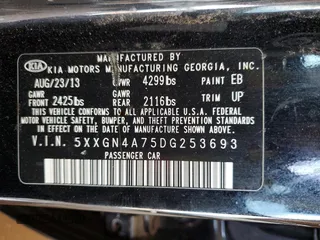 KIA KIA MOTORS MANUFACTURING GEORGIA, INC.
AUG/23/13 GVWR 4299lbs PAINT EB
GAWR GAWR
FRONT 2425lbs REAR 2116lbs TRIM UP
THIS VEHICLE CONFORMS TO ALL APPLICABLE FEDERAL MOTOR VEHICLE
SAFETY, BUMPER, AND THEFT PREVENTION STANDARDS IN EFFECT
ON THE DATE OF MANUFACTURE SHOWN ABOVE.
V.I.N. 5XXGN4A75DG253693
PASSENGER CAR